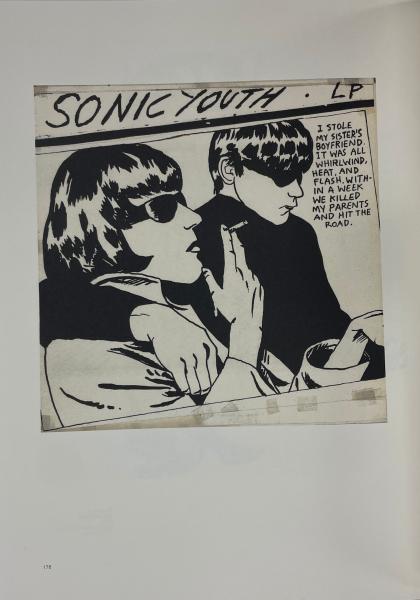 SONIC YOUTH · LP
I STOLE
MY SISTER'S
BOYFRIEND.
IT WAS ALL
WHIRLWIND,
HEAT, AND
FLASH. WITH-
IN A WEEK
WE KILLED
MY PARENTS
AND HIT THE
ROAD.
178